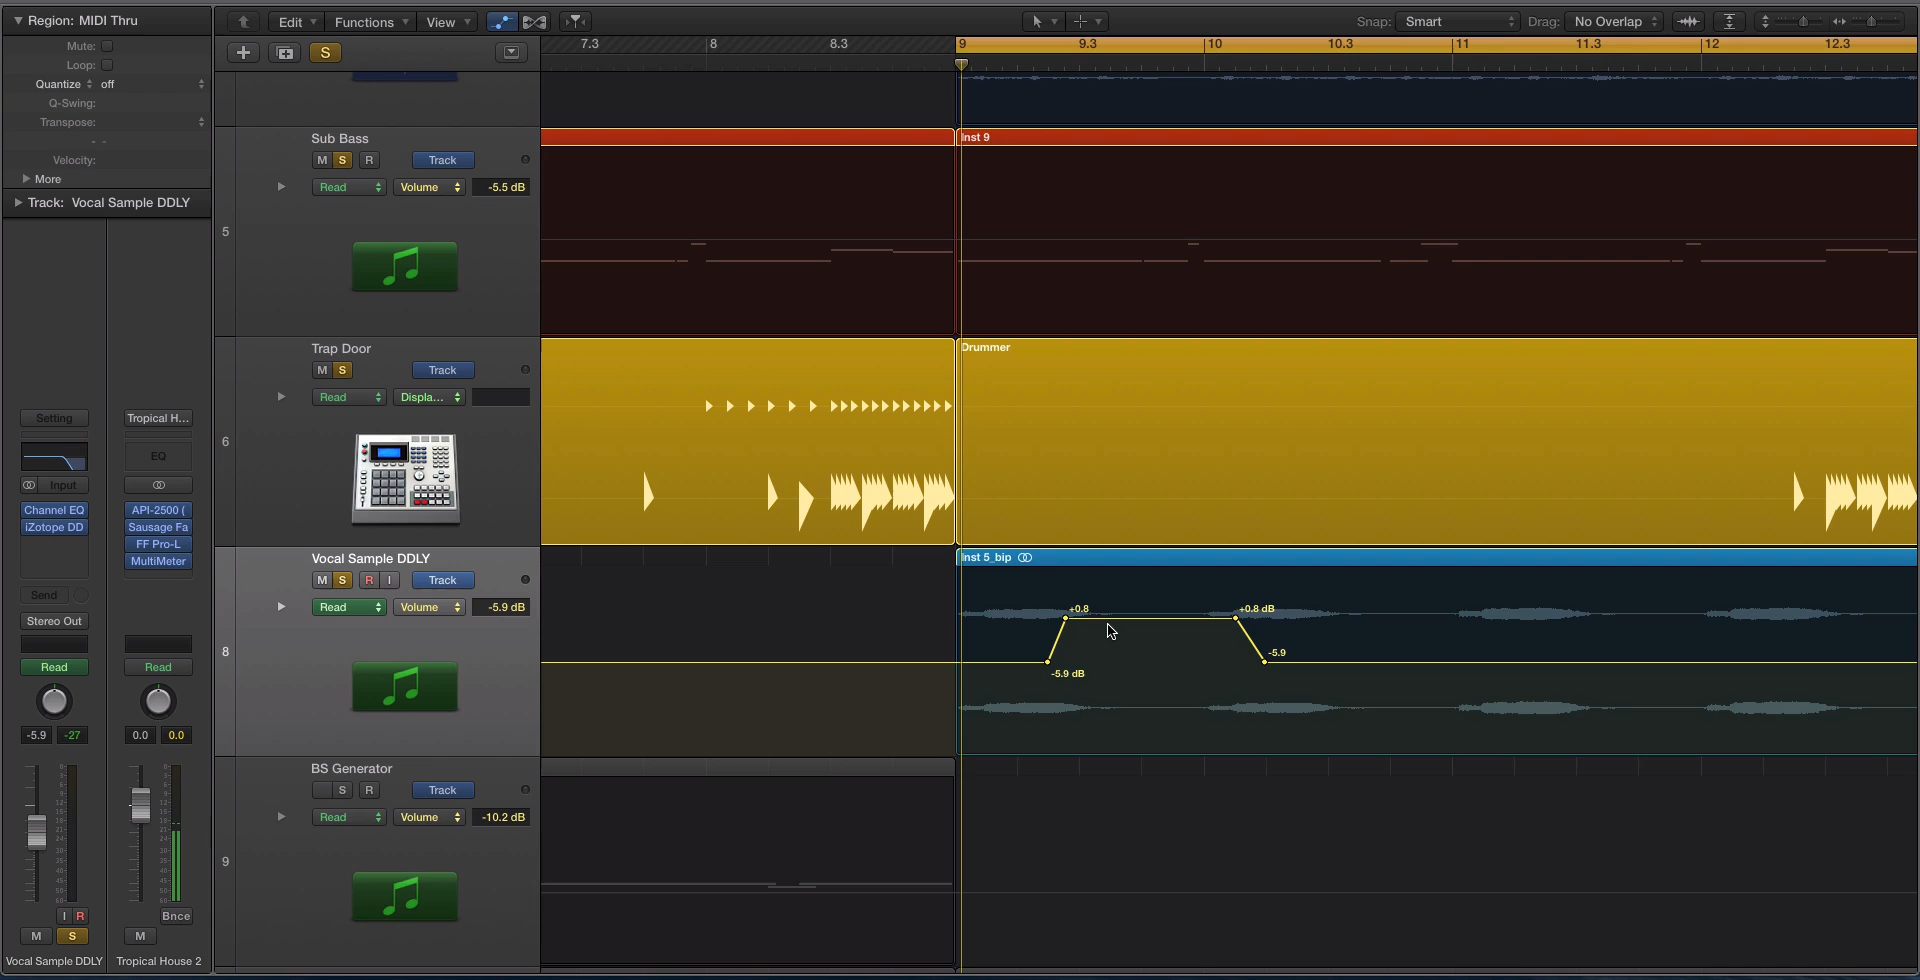 Region: MIDI Thru
Mute:
Loop:
Quantize off
Q-Swing:
Transpose:
- -
Velocity:
More
Track: Vocal Sample DDLY
Setting
Input
Channel EQ
iZotope DD
Send
Stereo Out
Read
-5.9 -27
I R
M S
Vocal Sample DDLY
Tropical H...
EQ
API-2500 (
Sausage Fa
FF Pro-L
MultiMeter
Read
0.0 0.0
Bnce
M
Tropical House 2
Edit Functions View Snap: Smart Drag: No Overlap
S
7.3 8 8.3 9 9.3 10 10.3 11 11.3 12 12.3
Sub Bass
M S R Track
Read Volume -5.5 dB
5
Inst 9
Trap Door
M S Track
Read Displa...
6
Drummer
Vocal Sample DDLY
M S R I Track
Read Volume -5.9 dB
8
Inst 5_bip
+0.8 +0.8 dB
-5.9
-5.9 dB
BS Generator
S R Track
Read Volume -10.2 dB
9